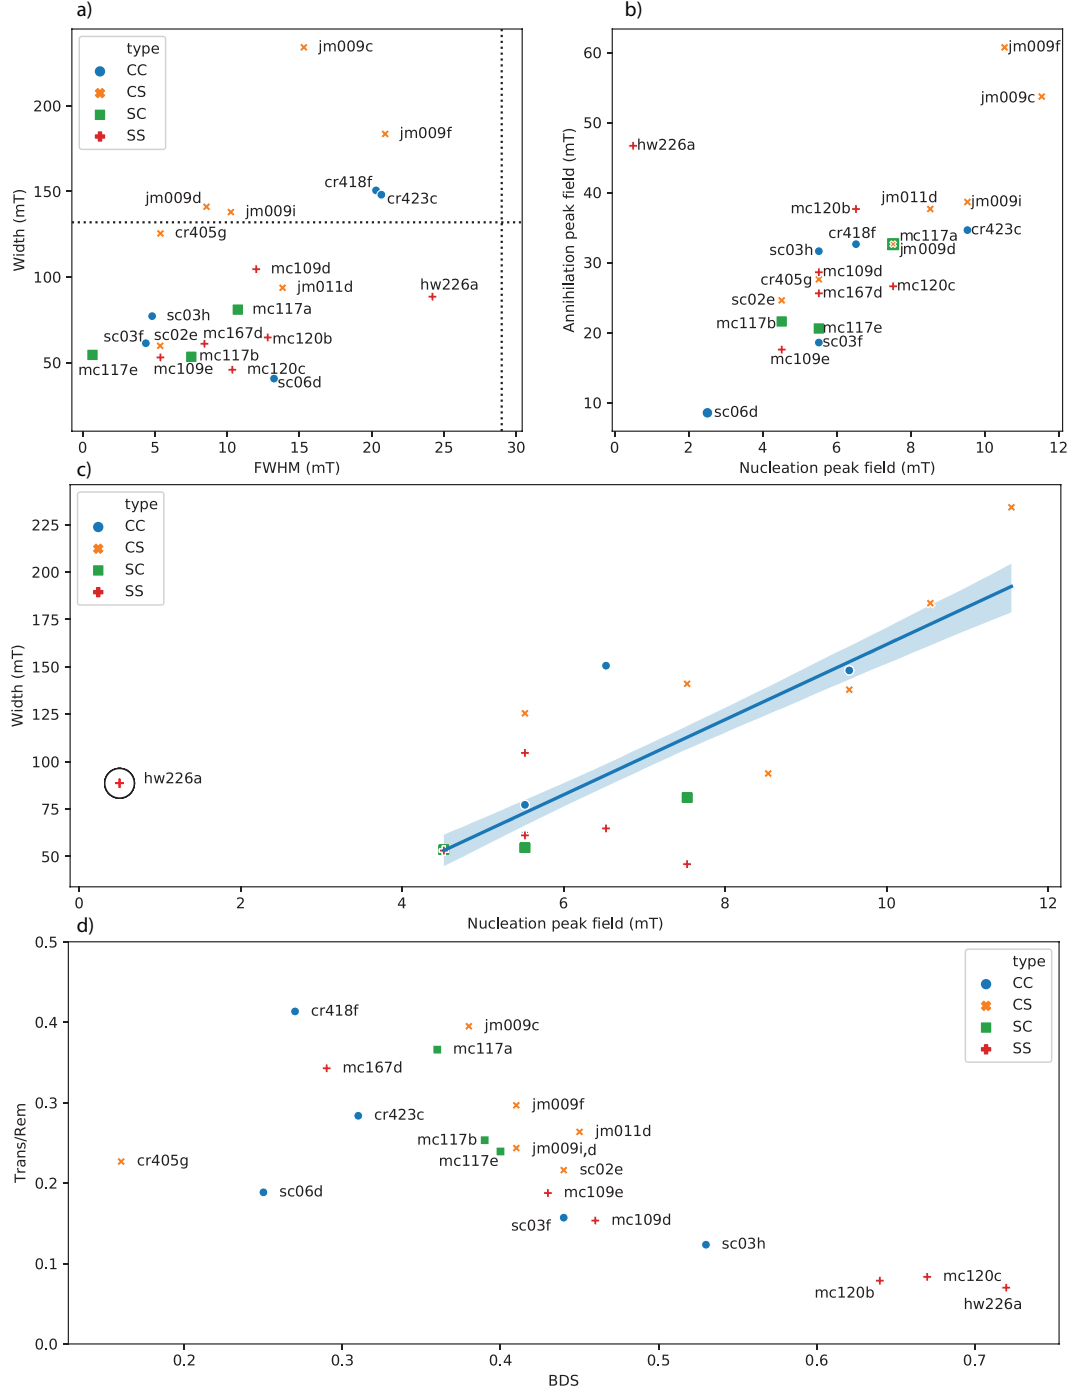 a)
type
CC
CS
SC
SS
jm009c
jm009f
cr418f
cr423c
jm009d
jm009i
cr405g
mc109d
jm011d
hw226a
mc117a
sc03h
sc03f
sc02e
mc167d
mc120b
mc117e
mc109e
mc117b
mc120c
sc06d
200
150
100
50
Width (mT)
0
5
10
15
20
25
30
FWHM (mT)
b)
jm009f
jm009c
hw226a
jm011d
jm009i
mc120b
cr418f
mc117a
cr423c
sc03h
jm009d
mc109d
cr405g
mc120c
mc167d
sc02e
mc117b
mc117e
sc03f
mc109e
sc06d
60
50
40
30
20
10
Annihilation peak field (mT)
0
2
4
6
8
10
12
Nucleation peak field (mT)
c)
type
CC
CS
SC
SS
hw226a
225
200
175
150
125
100
75
50
Width (mT)
0
2
4
6
8
10
12
Nucleation peak field (mT)
d)
type
CC
CS
SC
SS
cr418f
jm009c
mc117a
mc167d
cr423c
jm009f
jm011d
mc117b
jm009i,d
mc117e
cr405g
sc02e
sc06d
mc109e
sc03f
mc109d
sc03h
mc120b
mc120c
hw226a
0.5
0.4
0.3
0.2
0.1
0.0
Trans/Rem
0.2
0.3
0.4
0.5
0.6
0.7
BDS